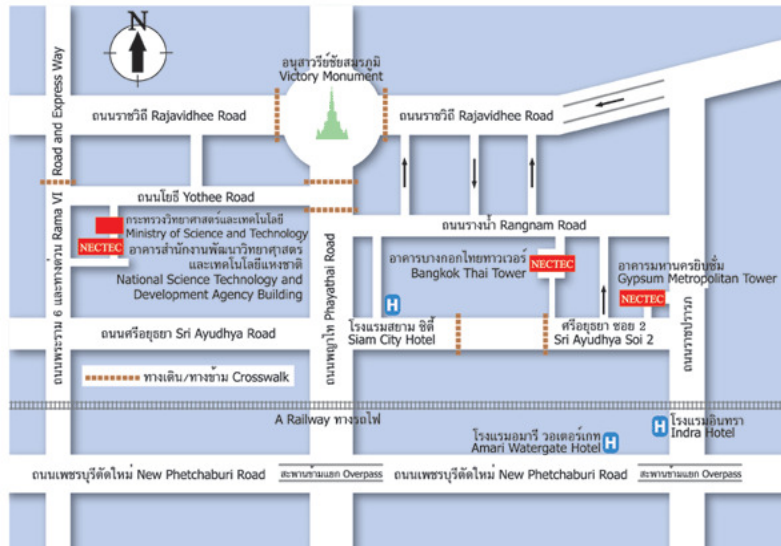 N
อนุสาวรีย์ชัยสมรภูมิ
Victory Monument
ถนนราชวิถี Rajavidhee Road
ถนนราชวิถี Rajavidhee Road
ถนนพระราม 6 และทางด่วน Rama VI Road and Express Way
ถนนโยธี Yothee Road
กระทรวงวิทยาศาสตร์และเทคโนโลยี
Ministry of Science and Technology
NECTEC
อาคารสำนักงานพัฒนาวิทยาศาสตร์
และเทคโนโลยีแห่งชาติ
National Science Technology and
Development Agency Building
ถนนพญาไท Phayathai Road
ถนนรางน้ำ Rangnam Road
อาคารบางกอกไทยทาวเวอร์
Bangkok Thai Tower
NECTEC
อาคารมหานครยิบซั่ม
Gypsum Metropolitan Tower
NECTEC
ถนนราชปรารภ
ถนนศรีอยุธยา Sri Ayudhya Road
H
โรงแรมสยาม ซิตี้
Siam City Hotel
ศรีอยุธยา ซอย 2
Sri Ayudhya Soi 2
ทางเดิน/ทางข้าม Crosswalk
A Railway ทางรถไฟ
โรงแรมอมารี วอเตอร์เกท
Amari Watergate Hotel
H
H
โรงแรมอินทรา
Indra Hotel
ถนนเพชรบุรีตัดใหม่ New Phetchaburi Road
สะพานข้ามแยก Overpass
ถนนเพชรบุรีตัดใหม่ New Phetchaburi Road
สะพานข้ามแยก Overpass